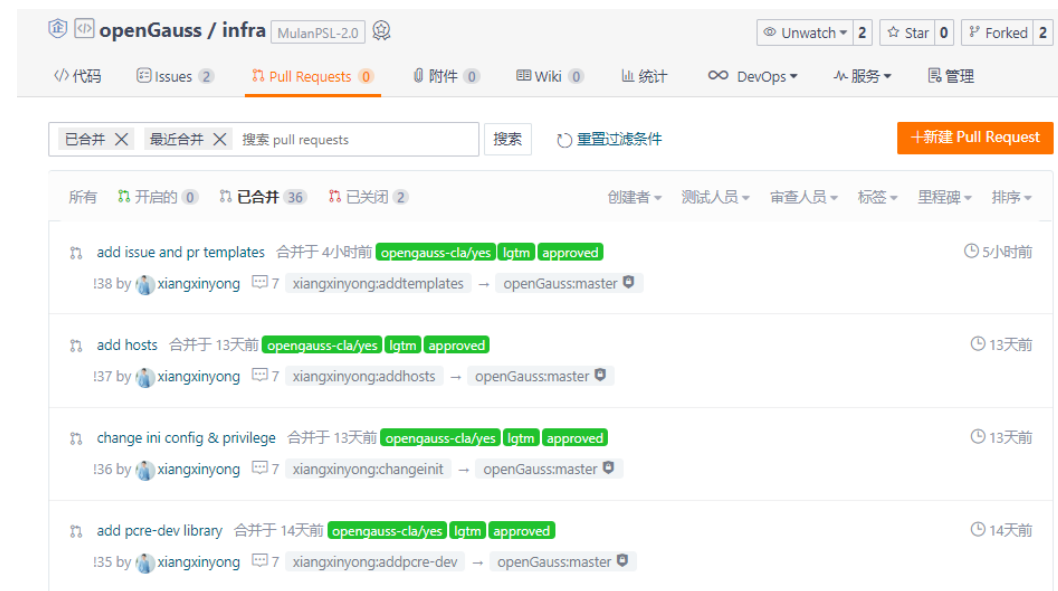 企 openGauss / infra MulanPSL-2.0 Unwatch 2 Star 0 Forked 2
代码 Issues 2 Pull Requests 0 附件 0 Wiki 0 统计 DevOps 服务 管理
已合并 最近合并 搜索 pull requests 搜索 重置过滤条件 +新建 Pull Request
所有 开启的 0 已合并 36 已关闭 2 创建者 测试人员 审查人员 标签 里程碑 排序
add issue and pr templates 合并于 4小时前 opengauss-cla/yes lgtm approved 5小时前
!38 by xiangxinyong 7 xiangxinyong:addtemplates → openGauss:master
add hosts 合并于 13天前 opengauss-cla/yes lgtm approved 13天前
!37 by xiangxinyong 7 xiangxinyong:addhosts → openGauss:master
change ini config & privilege 合并于 13天前 opengauss-cla/yes lgtm approved 13天前
!36 by xiangxinyong 7 xiangxinyong:changeinit → openGauss:master
add pcre-dev library 合并于 14天前 opengauss-cla/yes lgtm approved 14天前
!35 by xiangxinyong 7 xiangxinyong:addpcre-dev → openGauss:master